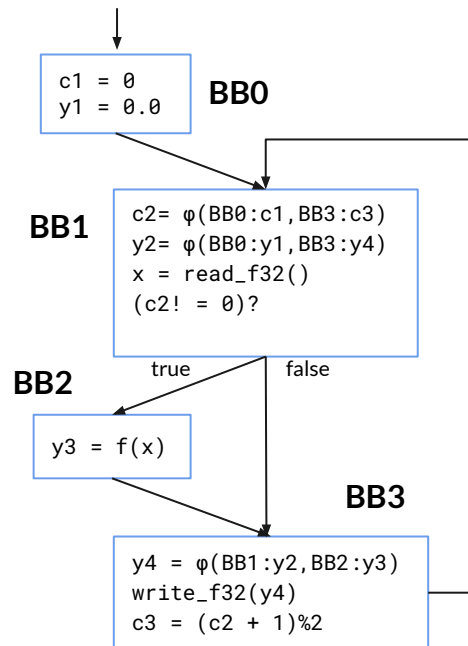 c1 = 0
y1 = 0.0
BB0
BB1
c2= φ(BB0:c1,BB3:c3)
y2= φ(BB0:y1,BB3:y4)
x = read_f32()
(c2! = 0)?
true
false
BB2
y3 = f(x)
BB3
y4 = φ(BB1:y2,BB2:y3)
write_f32(y4)
c3 = (c2 + 1)%2